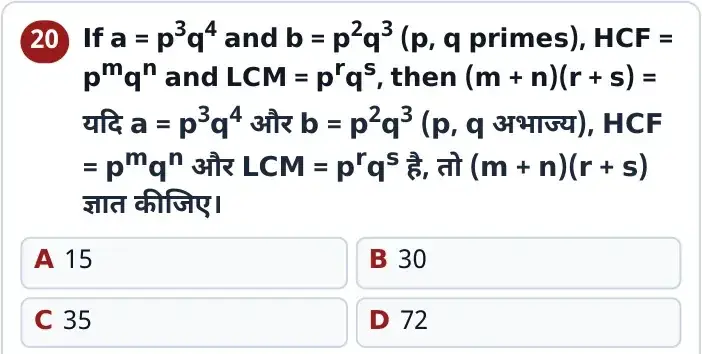 20 If a = p³q⁴ and b = p²q³ (p, q primes), HCF =
pᵐqⁿ and LCM = pʳqˢ, then (m + n)(r + s) =
यदि a = p³q⁴ और b = p²q³ (p, q अभाज्य), HCF
= pᵐqⁿ और LCM = pʳqˢ है, तो (m + n)(r + s)
ज्ञात कीजिए।
A 15 B 30
C 35 D 72